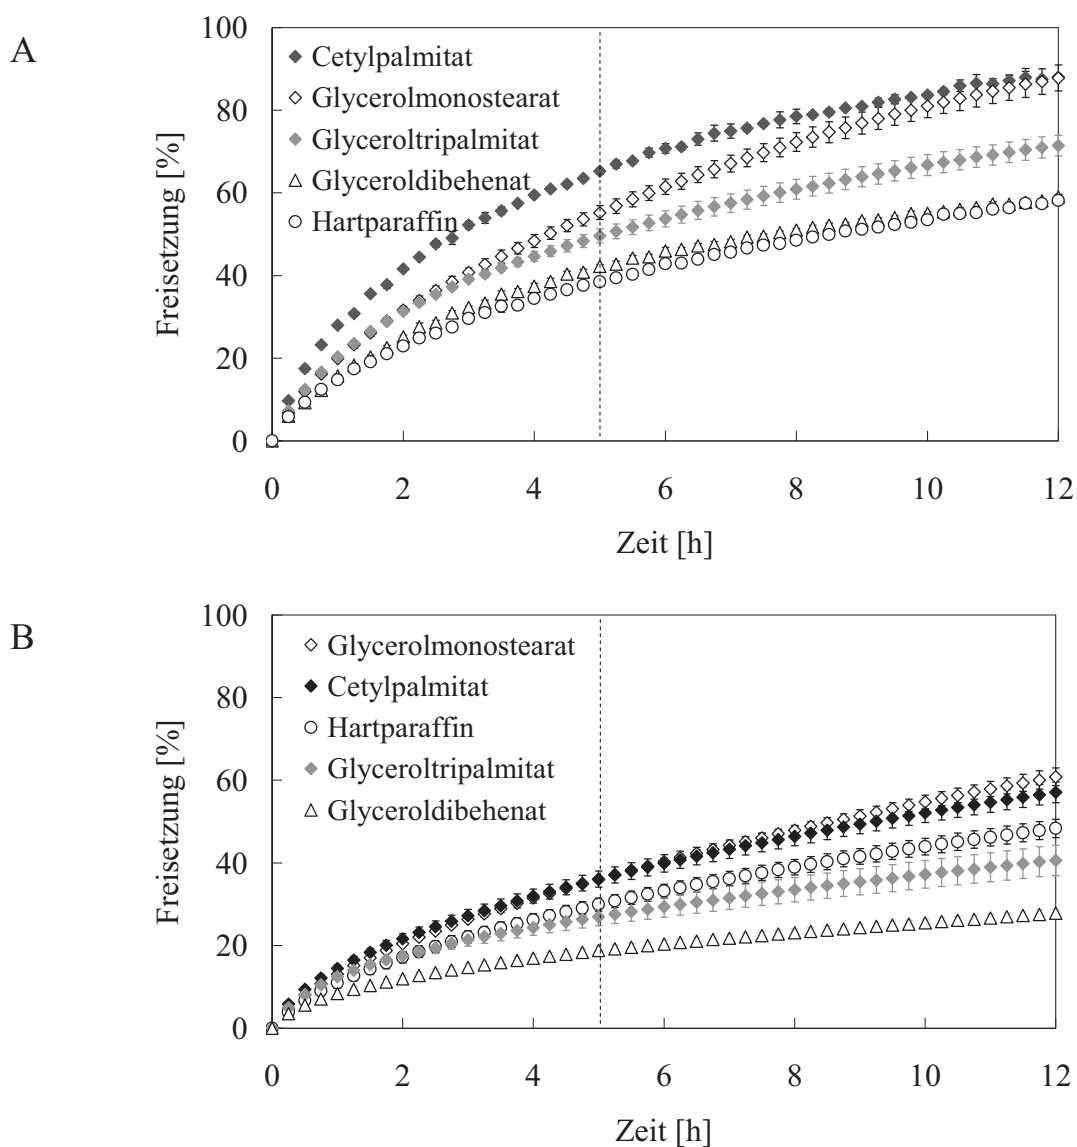 A
Freisetzung [%]
100
80
60
40
20
0
Cetylpalmitat
Glycerolmonostearat
Glyceroltripalmitat
Glyceroldibehenat
Hartparaffin
0 2 4 6 8 10 12
Zeit [h]
B
Freisetzung [%]
100
80
60
40
20
0
Glycerolmonostearat
Cetylpalmitat
Hartparaffin
Glyceroltripalmitat
Glyceroldibehenat
0 2 4 6 8 10 12
Zeit [h]